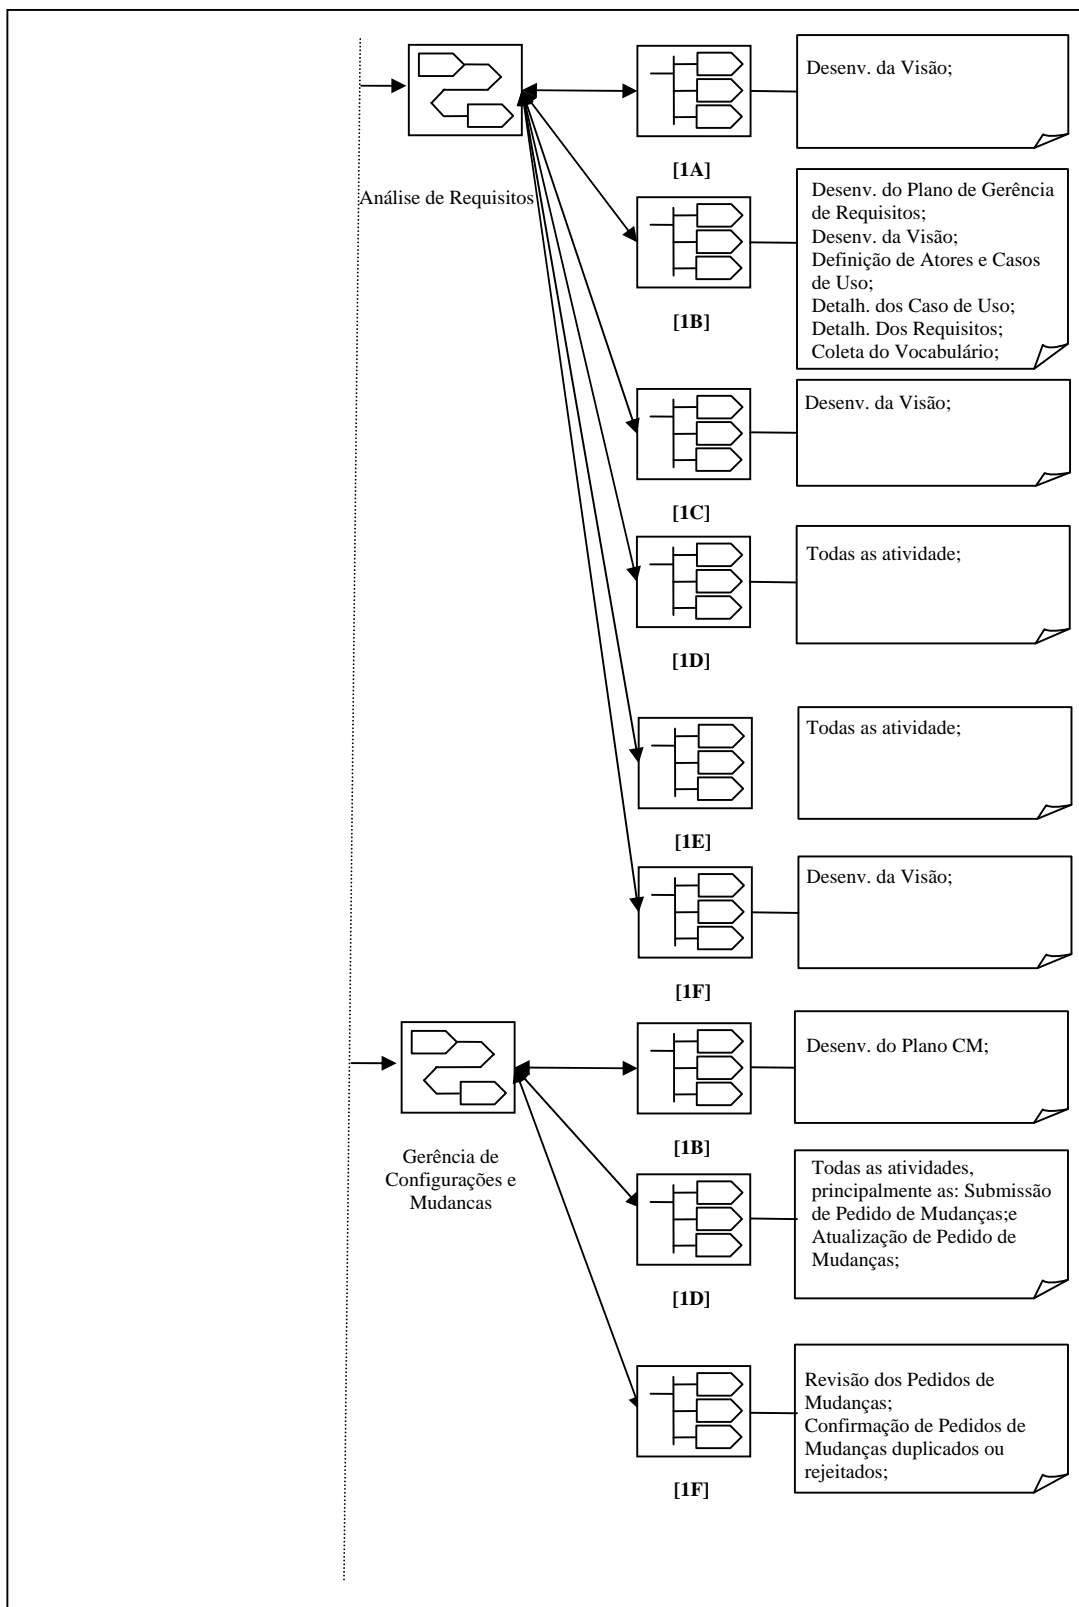 Desenv. da Visão;
[1A]
Análise de Requisitos
Desenv. do Plano de Gerência
de Requisitos;
Desenv. da Visão;
Definição de Atores e Casos
de Uso;
Detalh. dos Caso de Uso;
Detalh. Dos Requisitos;
Coleta do Vocabulário;
[1B]
Desenv. da Visão;
[1C]
Todas as atividade;
[1D]
Todas as atividade;
[1E]
Desenv. da Visão;
[1F]
Desenv. do Plano CM;
[1B]
Gerência de
Configurações e
Mudancas
Todas as atividades,
principalmente as: Submissão
de Pedido de Mudanças;e
Atualização de Pedido de
Mudanças;
[1D]
Revisão dos Pedidos de
Mudanças;
Confirmação de Pedidos de
Mudanças duplicados ou
rejeitados;
[1F]